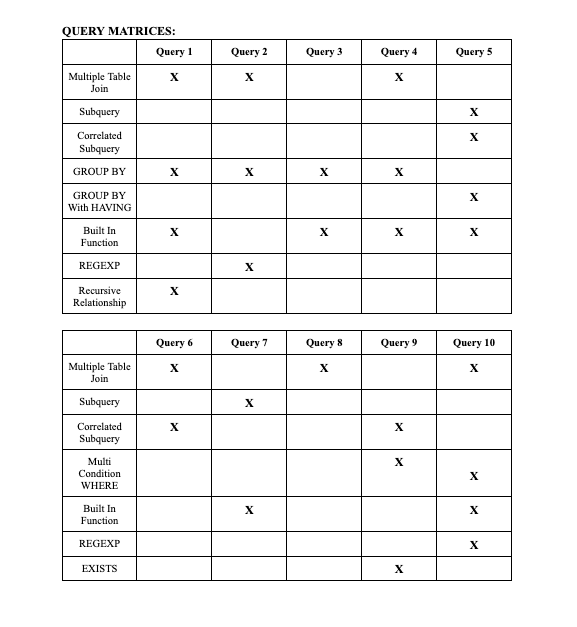 QUERY MATRICES:
Query 1 Query 2 Query 3 Query 4 Query 5
Multiple Table X X X
Join
Subquery X
Correlated X
Subquery
GROUP BY X X X X
GROUP BY X
With HAVING
Built In X X X X
Function
REGEXP X
Recursive X
Relationship
Query 6 Query 7 Query 8 Query 9 Query 10
Multiple Table X X X
Join
Subquery X
Correlated X X
Subquery
Multi X
Condition X
WHERE
Built In X X
Function
REGEXP X
EXISTS X